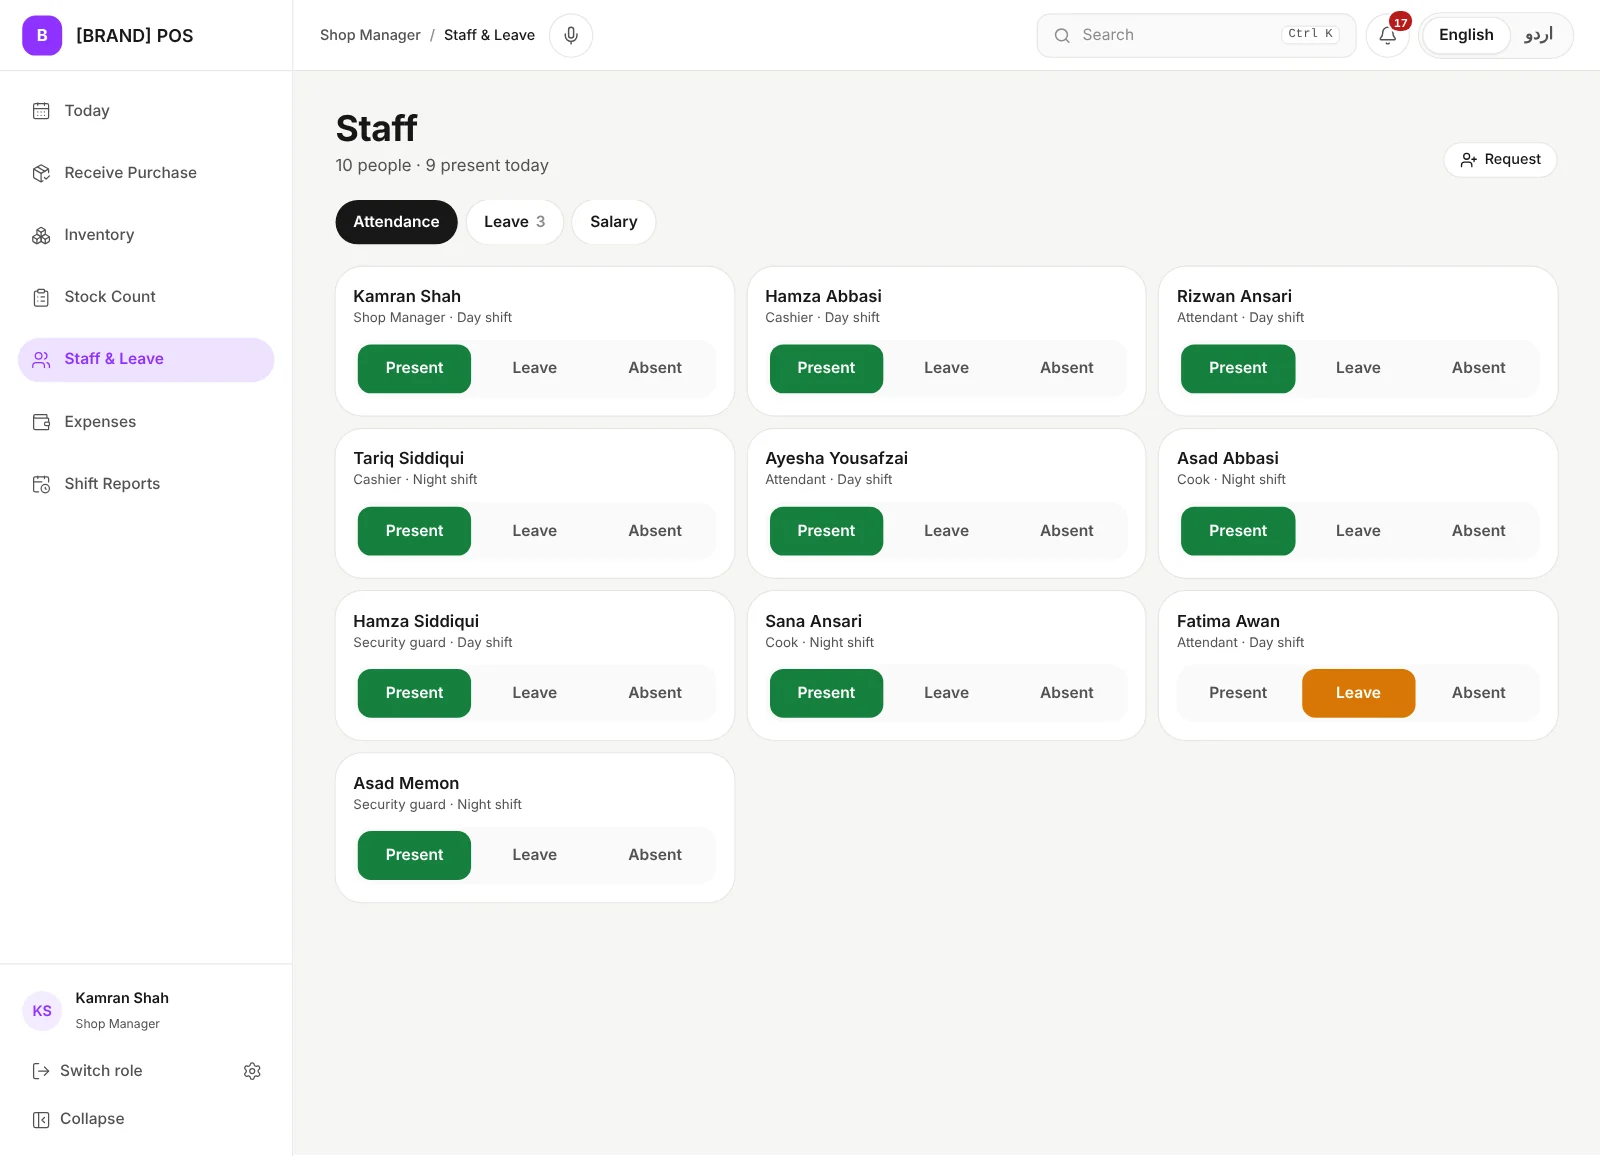 B
[BRAND] POS
Shop Manager / Staff & Leave
Search
Ctrl K
17
English
اردو
Today
Receive Purchase
Inventory
Stock Count
Staff & Leave
Expenses
Shift Reports
Staff
10 people · 9 present today
Request
Attendance
Leave 3
Salary
Kamran Shah
Shop Manager · Day shift
Present Leave Absent
Hamza Abbasi
Cashier · Day shift
Present Leave Absent
Rizwan Ansari
Attendant · Day shift
Present Leave Absent
Tariq Siddiqui
Cashier · Night shift
Present Leave Absent
Ayesha Yousafzai
Attendant · Day shift
Present Leave Absent
Asad Abbasi
Cook · Night shift
Present Leave Absent
Hamza Siddiqui
Security guard · Day shift
Present Leave Absent
Sana Ansari
Cook · Night shift
Present Leave Absent
Fatima Awan
Attendant · Day shift
Present Leave Absent
Asad Memon
Security guard · Night shift
Present Leave Absent
KS
Kamran Shah
Shop Manager
Switch role
Collapse